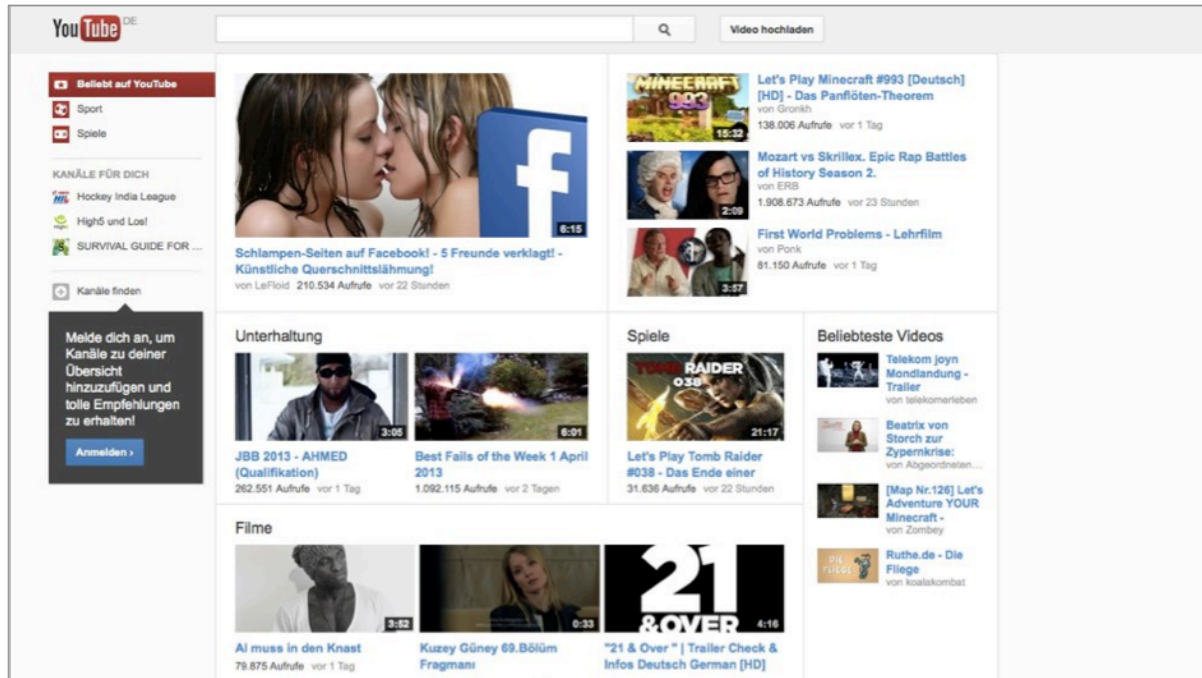 YouTube DE
Video hochladen
Beliebt auf YouTube
Sport
Spiele
KANÄLE FÜR DICH
Hockey India League
High5 und Los!
SURVIVAL GUIDE FOR ...
Kanäle finden
Melde dich an, um
Kanäle zu deiner
Übersicht
hinzuzufügen und
tolle Empfehlungen
zu erhalten!
Anmelden ›
6:15
Schlampen-Seiten auf Facebook! - 5 Freunde verklagt! -
Künstliche Querschnittslähmung!
von LeFloid 210.534 Aufrufe vor 22 Stunden
MINECRAFT
993
15:32
Let's Play Minecraft #993 [Deutsch]
[HD] - Das Panflöten-Theorem
von Gronkh
138.006 Aufrufe vor 1 Tag
2:09
Mozart vs Skrillex. Epic Rap Battles
of History Season 2.
von ERB
1.908.673 Aufrufe vor 23 Stunden
3:57
First World Problems - Lehrfilm
von Ponk
81.150 Aufrufe vor 1 Tag
Unterhaltung
3:05
JBB 2013 - AHMED
(Qualifikation)
262.551 Aufrufe vor 1 Tag
6:01
Best Fails of the Week 1 April
2013
1.092.115 Aufrufe vor 2 Tagen
Spiele
TOMB RAIDER
038
21:17
Let's Play Tomb Raider
#038 - Das Ende einer
31.636 Aufrufe vor 22 Stunden
Beliebteste Videos
Telekom joyn
Mondlandung -
Trailer
von telekomerleben
Beatrix von
Storch zur
Zypernkrise:
von Abgeordneten...
[Map Nr.126] Let's
Adventure YOUR
Minecraft -
von Zombey
DIE
FLIEGE
Ruthe.de - Die
Fliege
von koalakombat
Filme
3:52
Al muss in den Knast
79.875 Aufrufe vor 1 Tag
0:33
Kuzey Güney 69.Bölüm
Fragmanı
21
&OVER
4:16
"21 & Over " | Trailer Check &
Infos Deutsch German [HD]